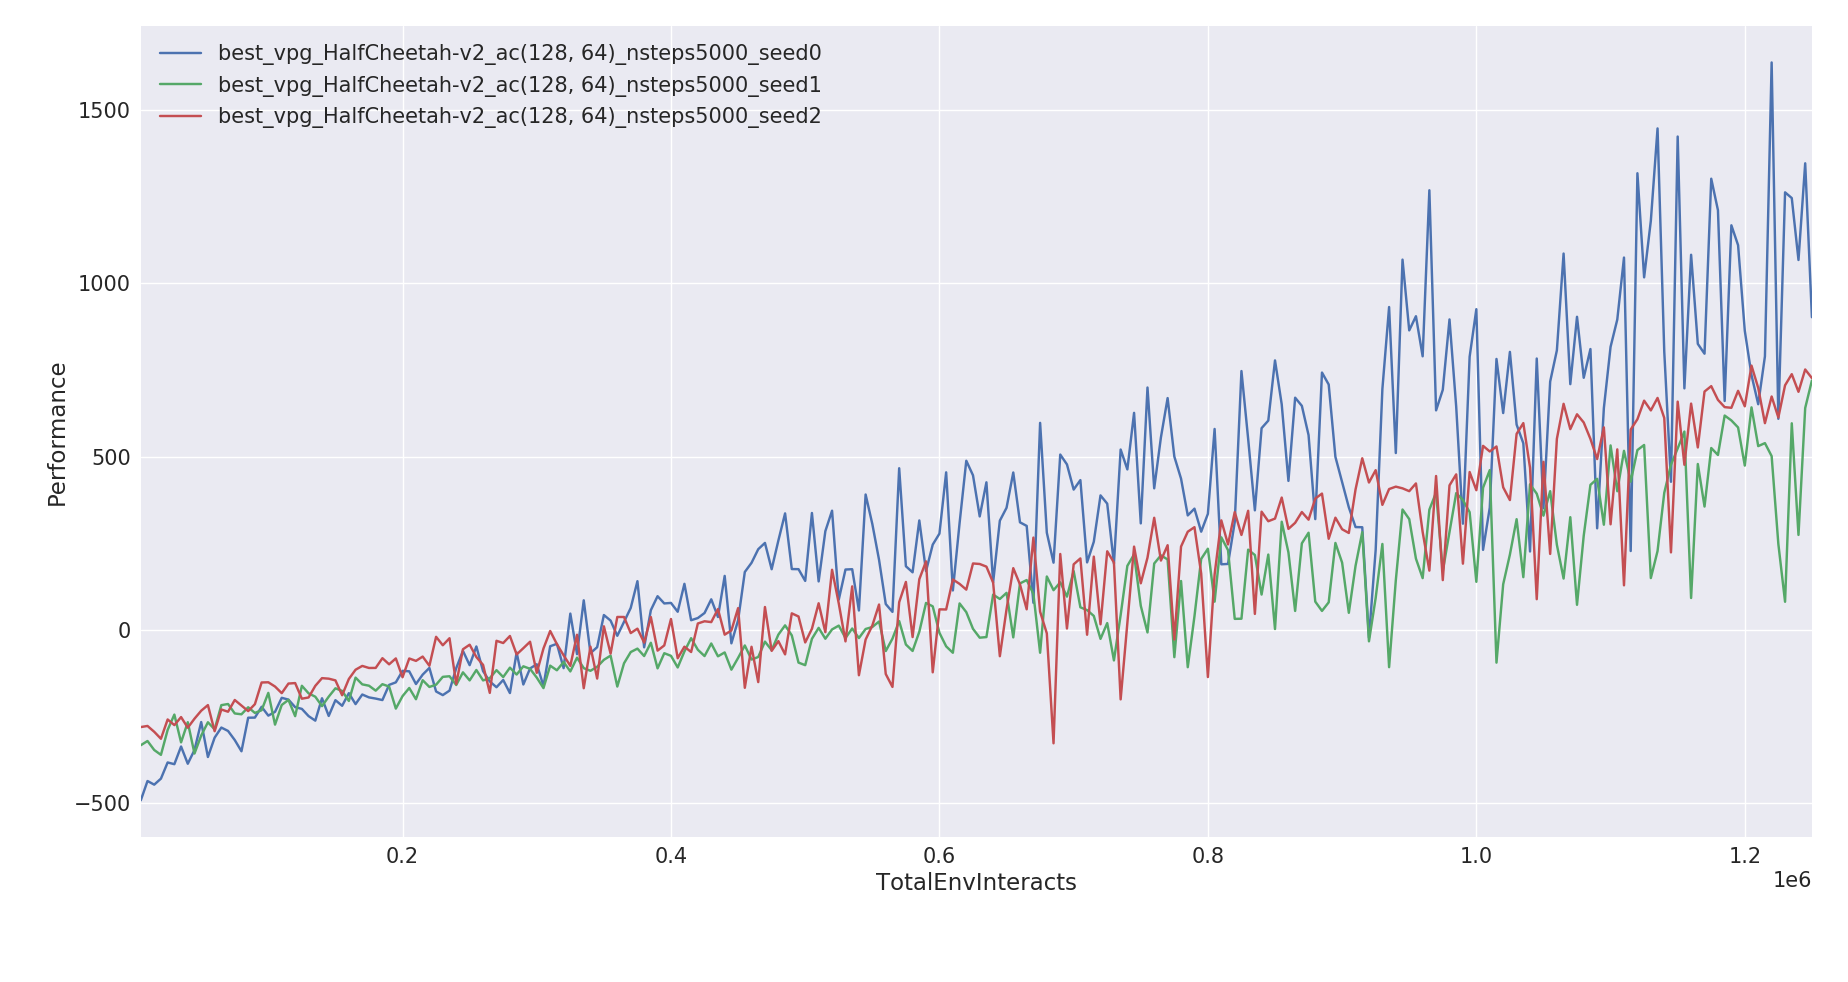 best_vpg_HalfCheetah-v2_ac(128, 64)_nsteps5000_seed0
best_vpg_HalfCheetah-v2_ac(128, 64)_nsteps5000_seed1
best_vpg_HalfCheetah-v2_ac(128, 64)_nsteps5000_seed2
1500
1000
500
0
−500
Performance
0.2 0.4 0.6 0.8 1.0 1.2
1e6
TotalEnvInteracts